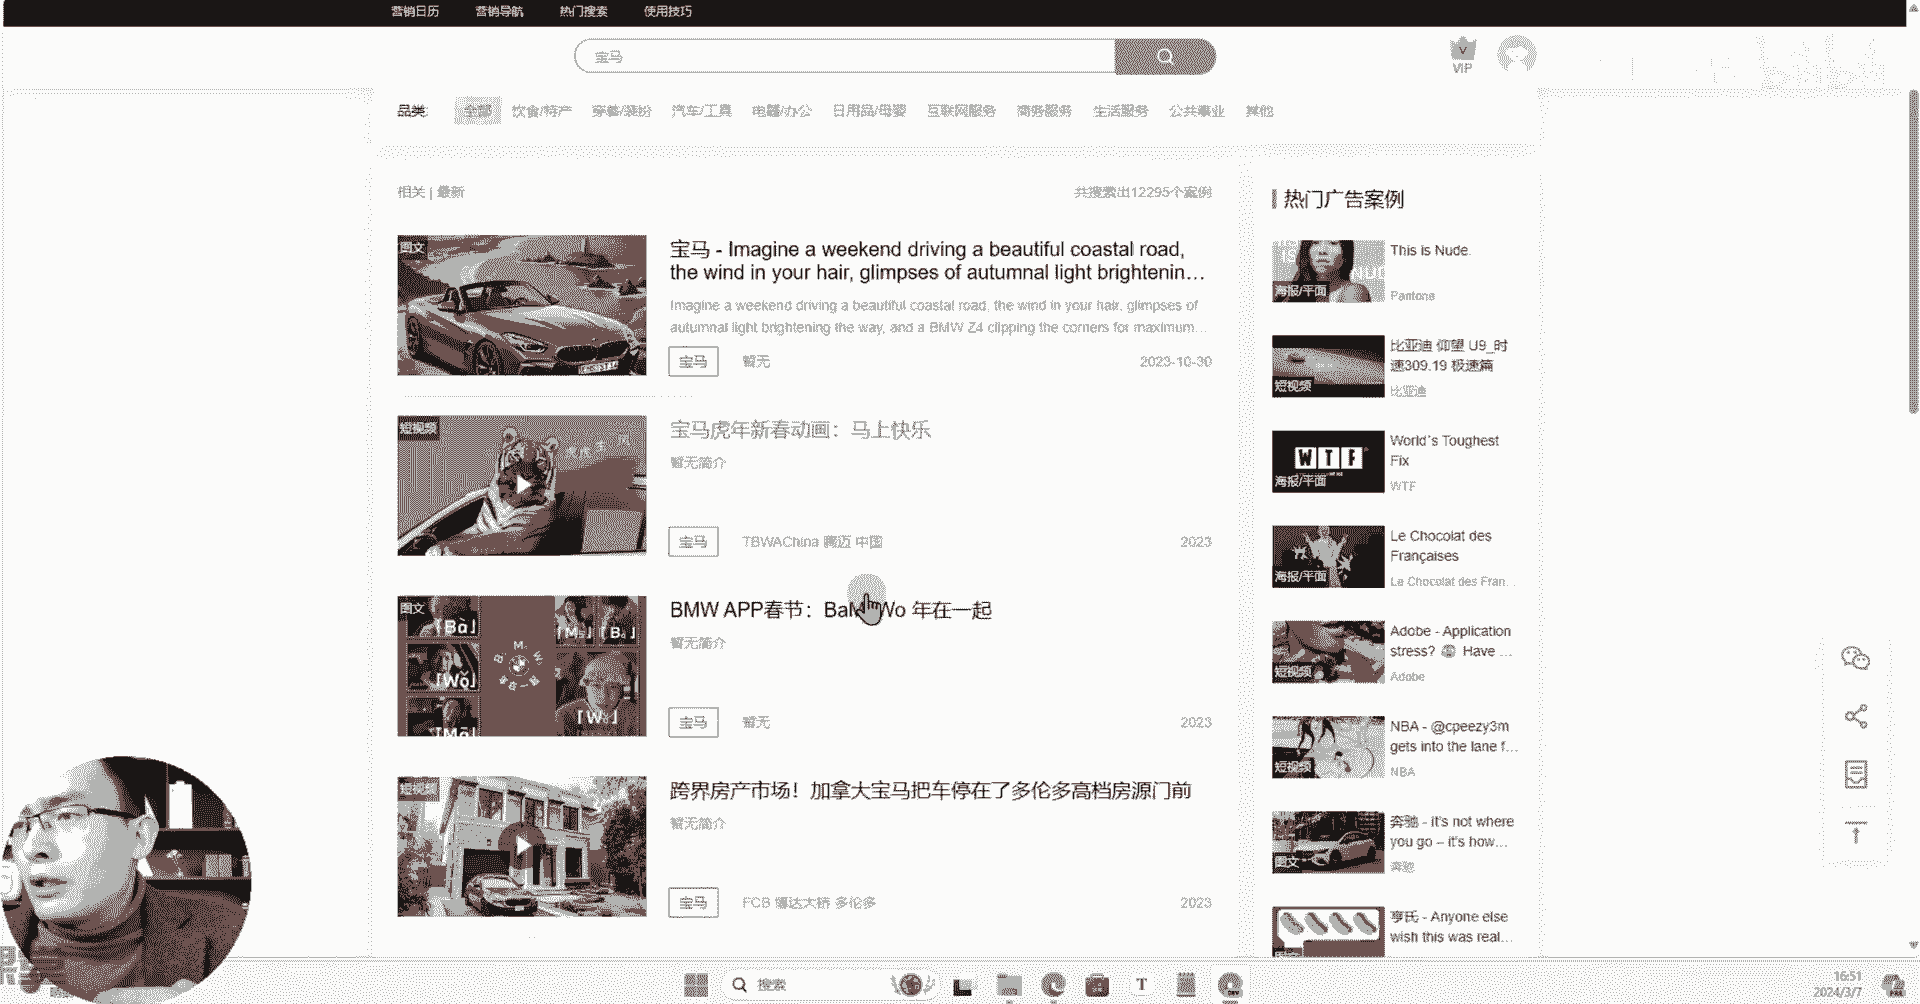 营销日历 营销导航 热门搜索 使用技巧
宝马
VIP
品类: 全部 饮食/特产 穿着/装扮 汽车/工具 电器/办公 日用品/母婴 互联网服务 商务服务 生活服务 公共事业 其他
相关 | 最新
共搜索出12295个案例
图文
宝马 - Imagine a weekend driving a beautiful coastal road,
the wind in your hair, glimpses of autumnal light brightenin...
Imagine a weekend driving a beautiful coastal road, the wind in your hair, glimpses of
autumnal light brightening the way, and a BMW Z4 clipping the corners for maximum...
宝马 暂无 2023-10-30
短视频
宝马虎年新春动画：马上快乐
暂无简介
宝马 TBWAChina 腾迈 中国 2023
图文
「Bà」
「Wǒ」
B M W
年在一起
BMW APP春节：
Wo 年在一起
暂无简介
宝马 暂无 2023
短视频
跨界房产市场！加拿大宝马把车停在了多伦多高档房源门前
暂无简介
宝马 FCB 博达大桥 多伦多 2023
热门广告案例
海报/平面
This is Nude.
Pantone
短视频
比亚迪 仰望 U9_时
速309.19 极速篇
比亚迪
WTF
海报/平面
World's Toughest
Fix
WTF
海报/平面
Le Chocolat des
Françaises
Le Chocolat des Fran...
短视频
Adobe - Application
stress? Have ...
Adobe
短视频
NBA - @cpeezy3m
gets into the lane f...
NBA
图文
奔驰 - it's not where
you go – it's how...
奔驰
图文
亨氏 - Anyone else
wish this was real...
搜索
T
16:51
2024/3/7